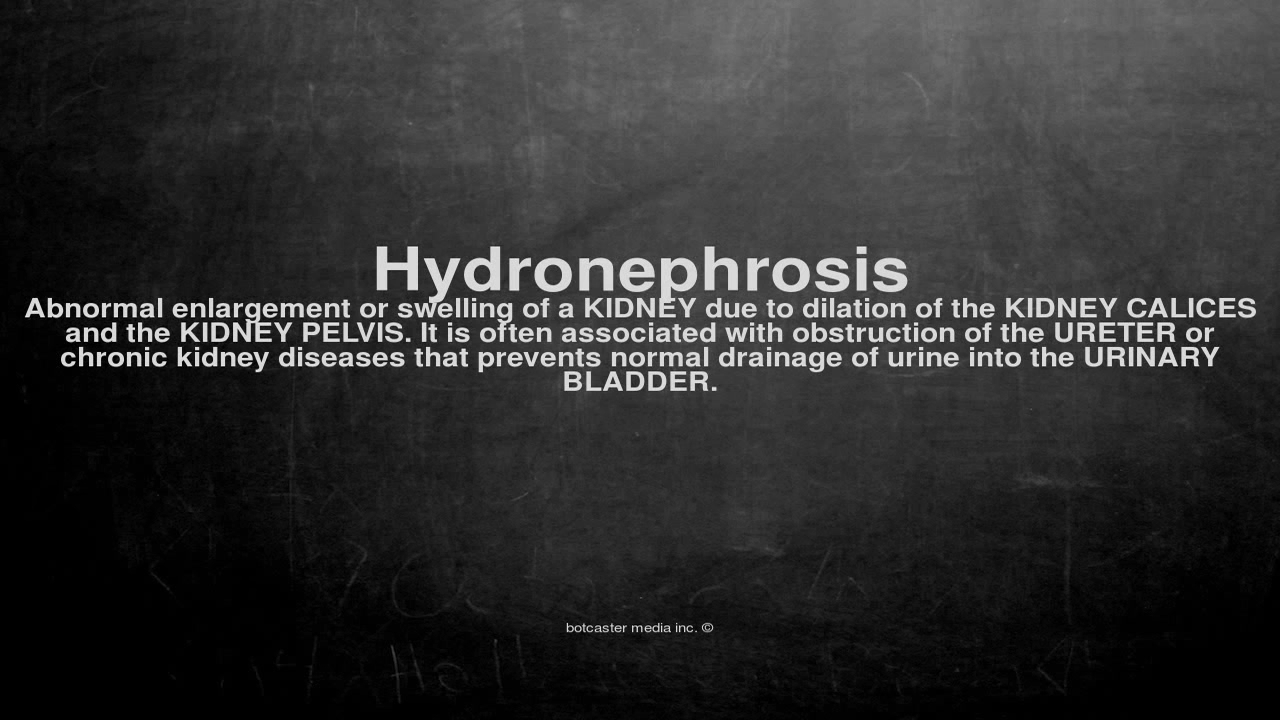 Hydronephrosis
Abnormal enlargement or swelling of a KIDNEY due to dilation of the KIDNEY CALICES
and the KIDNEY PELVIS. It is often associated with obstruction of the URETER or
chronic kidney diseases that prevents normal drainage of urine into the URINARY
BLADDER.
botcaster media inc. ©